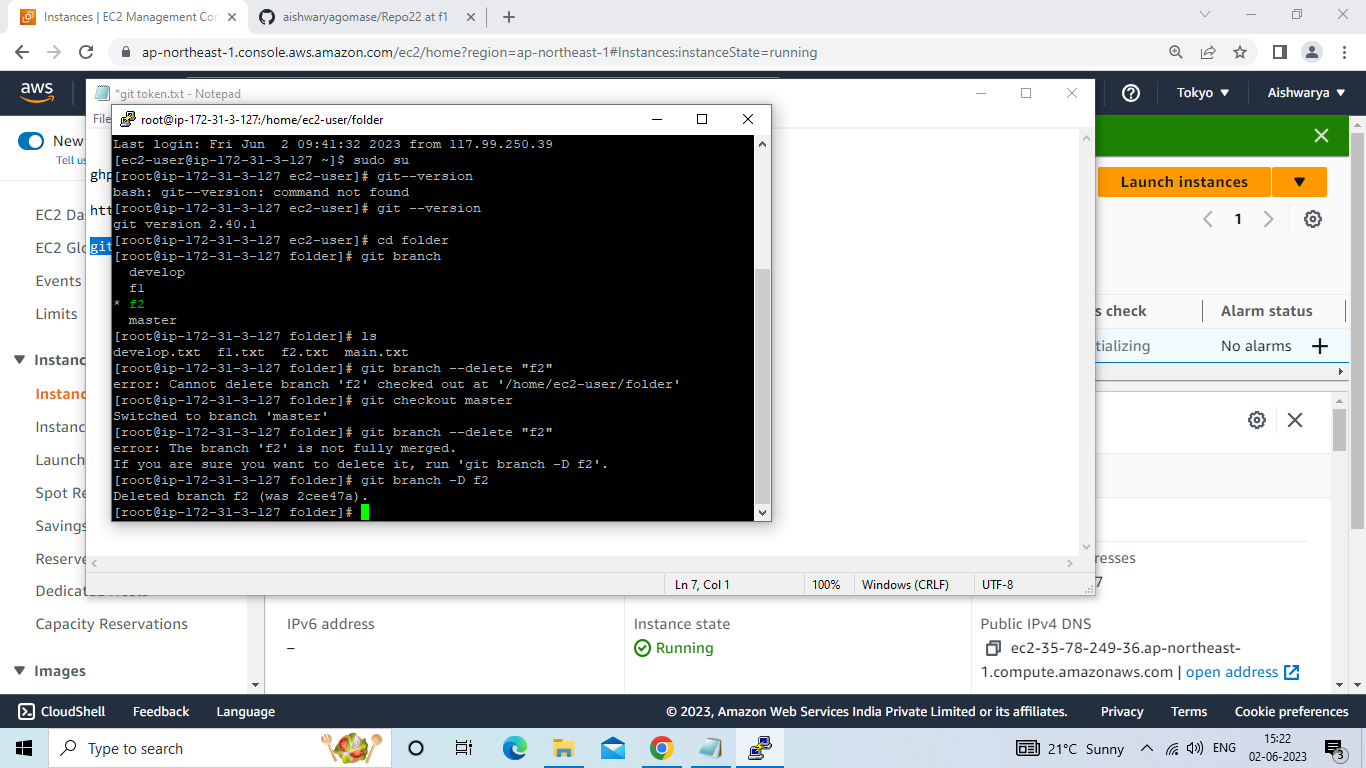 Instances | EC2 Management Con
aishwaryagomase/Repo22 at f1
ap-northeast-1.console.aws.amazon.com/ec2/home?region=ap-northeast-1#Instances:instanceState=running
aws
Tokyo
Aishwarya
*git token.txt - Notepad
File
root@ip-172-31-3-127:/home/ec2-user/folder
Last login: Fri Jun  2 09:41:32 2023 from 117.99.250.39
[ec2-user@ip-172-31-3-127 ~]$ sudo su
[root@ip-172-31-3-127 ec2-user]# git--version
bash: git--version: command not found
[root@ip-172-31-3-127 ec2-user]# git --version
git version 2.40.1
[root@ip-172-31-3-127 ec2-user]# cd folder
[root@ip-172-31-3-127 folder]# git branch
develop
f1
* f2
master
[root@ip-172-31-3-127 folder]# ls
develop.txt  f1.txt  f2.txt  main.txt
[root@ip-172-31-3-127 folder]# git branch --delete "f2"
error: Cannot delete branch 'f2' checked out at '/home/ec2-user/folder'
[root@ip-172-31-3-127 folder]# git checkout master
Switched to branch 'master'
[root@ip-172-31-3-127 folder]# git branch --delete "f2"
error: The branch 'f2' is not fully merged.
If you are sure you want to delete it, run 'git branch -D f2'.
[root@ip-172-31-3-127 folder]# git branch -D f2
Deleted branch f2 (was 2cee47a).
[root@ip-172-31-3-127 folder]#
ghp
htt
git
Ln 7, Col 1
100%
Windows (CRLF)
UTF-8
New
Tell us
EC2 Da
EC2 Glo
Events
Limits
Instanc
Instanc
Instanc
Launch
Spot Re
Savings
Reserve
Dedicated Hosts
Capacity Reservations
Images
Launch instances
1
s check
Alarm status
tializing
No alarms
resses
7
IPv6 address
–
Instance state
Running
Public IPv4 DNS
ec2-35-78-249-36.ap-northeast-
1.compute.amazonaws.com | open address
CloudShell
Feedback
Language
© 2023, Amazon Web Services India Private Limited or its affiliates.
Privacy
Terms
Cookie preferences
Type to search
21°C Sunny
ENG
15:22
02-06-2023
3